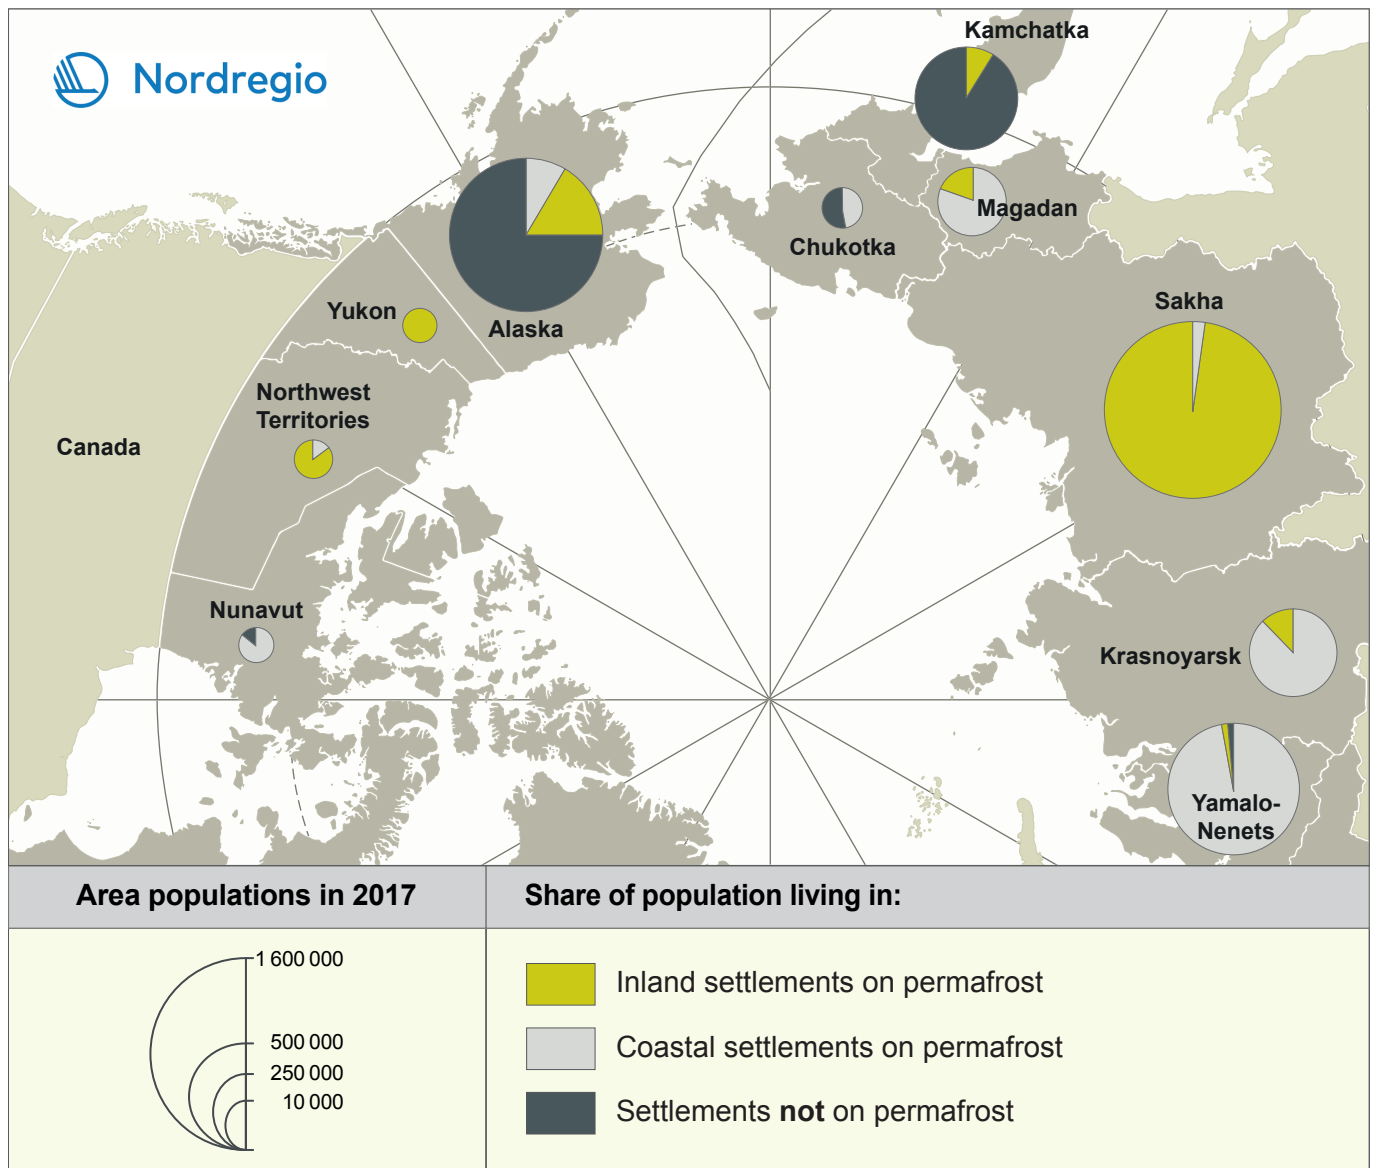 Nordregio
Kamchatka
Magadan
Chukotka
Sakha
Yukon
Alaska
Northwest
Territories
Canada
Nunavut
Krasnoyarsk
Yamalo-
Nenets
Area populations in 2017
1 600 000
500 000
250 000
10 000
Share of population living in:
Inland settlements on permafrost
Coastal settlements on permafrost
Settlements not on permafrost